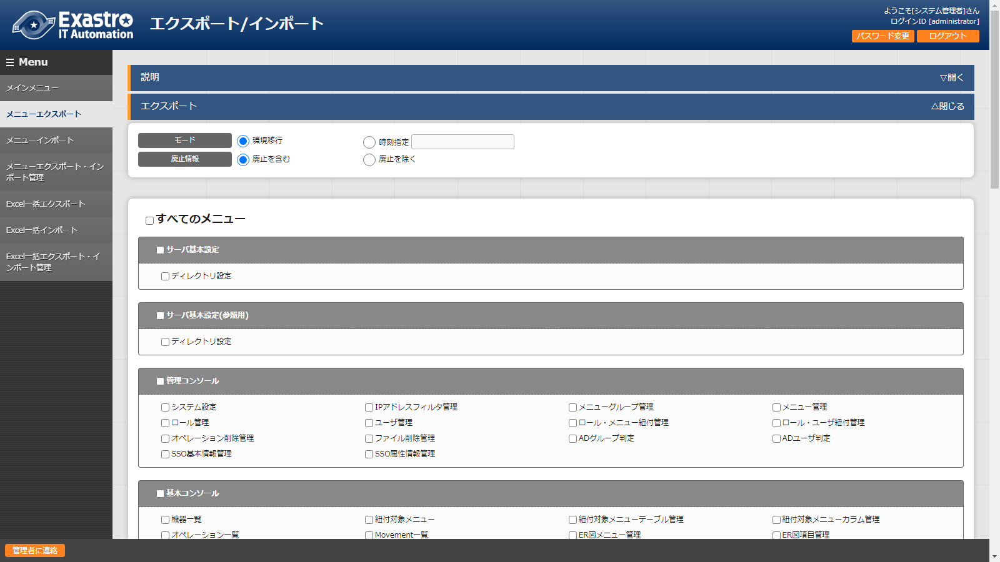 Exastro
IT Automation
エクスポート/インポート
ようこそ[システム管理者]さん
ログインID [administrator]
パスワード変更
ログアウト
Menu
メインメニュー
メニューエクスポート
メニューインポート
メニューエクスポート・イン
ポート管理
Excel一括エクスポート
Excel一括インポート
Excel一括エクスポート・イ
ンポート管理
説明
▽開く
エクスポート
△閉じる
モード
環境移行
時刻指定
廃止情報
廃止を含む
廃止を除く
すべてのメニュー
サーバ基本設定
ディレクトリ設定
サーバ基本設定(参照用)
ディレクトリ設定
管理コンソール
システム設定
IPアドレスフィルタ管理
メニューグループ管理
メニュー管理
ロール管理
ユーザ管理
ロール・メニュー紐付管理
ロール・ユーザ紐付管理
オペレーション削除管理
ファイル削除管理
ADグループ判定
ADユーザ判定
SSO基本情報管理
SSO属性情報管理
基本コンソール
機器一覧
紐付対象メニュー
紐付対象メニューテーブル管理
紐付対象メニューカラム管理
オペレーション一覧
Movement一覧
ER図メニュー管理
ER図項目管理
管理者に連絡